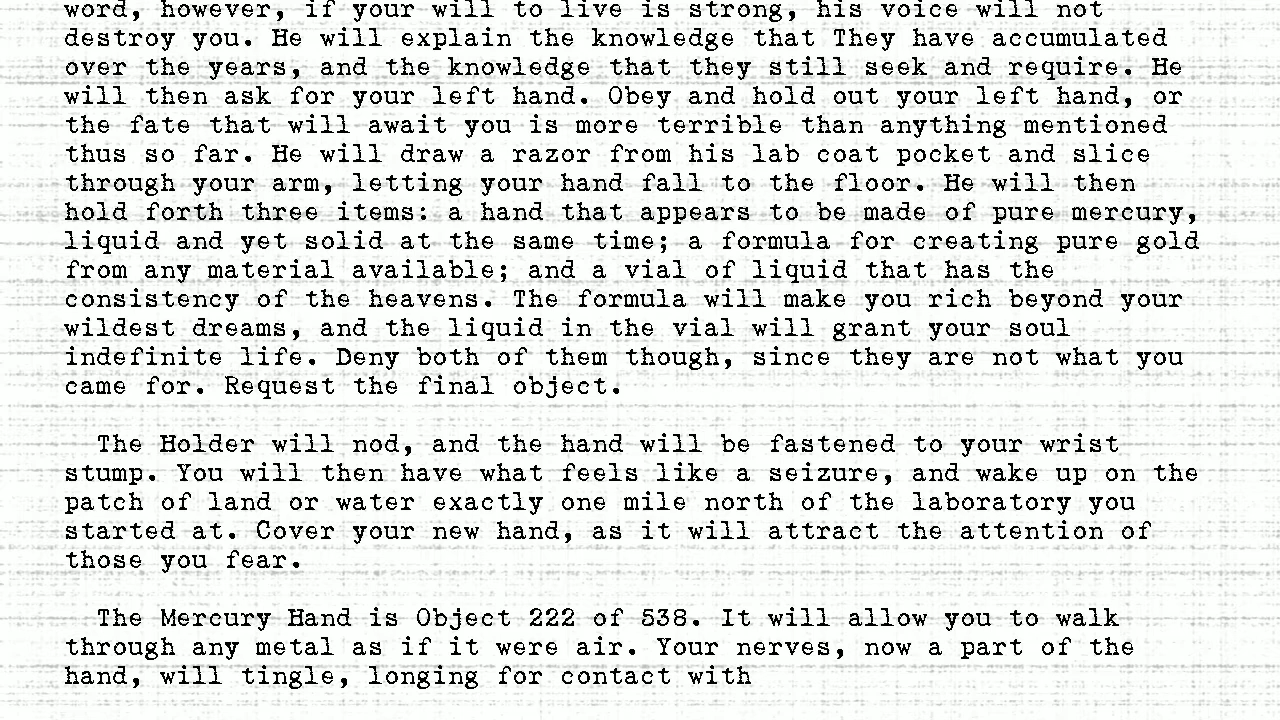 word, however, if your will to live is strong, his voice will not
destroy you. He will explain the knowledge that They have accumulated
over the years, and the knowledge that they still seek and require. He
will then ask for your left hand. Obey and hold out your left hand, or
the fate that will await you is more terrible than anything mentioned
thus so far. He will draw a razor from his lab coat pocket and slice
through your arm, letting your hand fall to the floor. He will then
hold forth three items: a hand that appears to be made of pure mercury,
liquid and yet solid at the same time; a formula for creating pure gold
from any material available; and a vial of liquid that has the
consistency of the heavens. The formula will make you rich beyond your
wildest dreams, and the liquid in the vial will grant your soul
indefinite life. Deny both of them though, since they are not what you
came for. Request the final object.
The Holder will nod, and the hand will be fastened to your wrist
stump. You will then have what feels like a seizure, and wake up on the
patch of land or water exactly one mile north of the laboratory you
started at. Cover your new hand, as it will attract the attention of
those you fear.
The Mercury Hand is Object 222 of 538. It will allow you to walk
through any metal as if it were air. Your nerves, now a part of the
hand, will tingle, longing for contact with